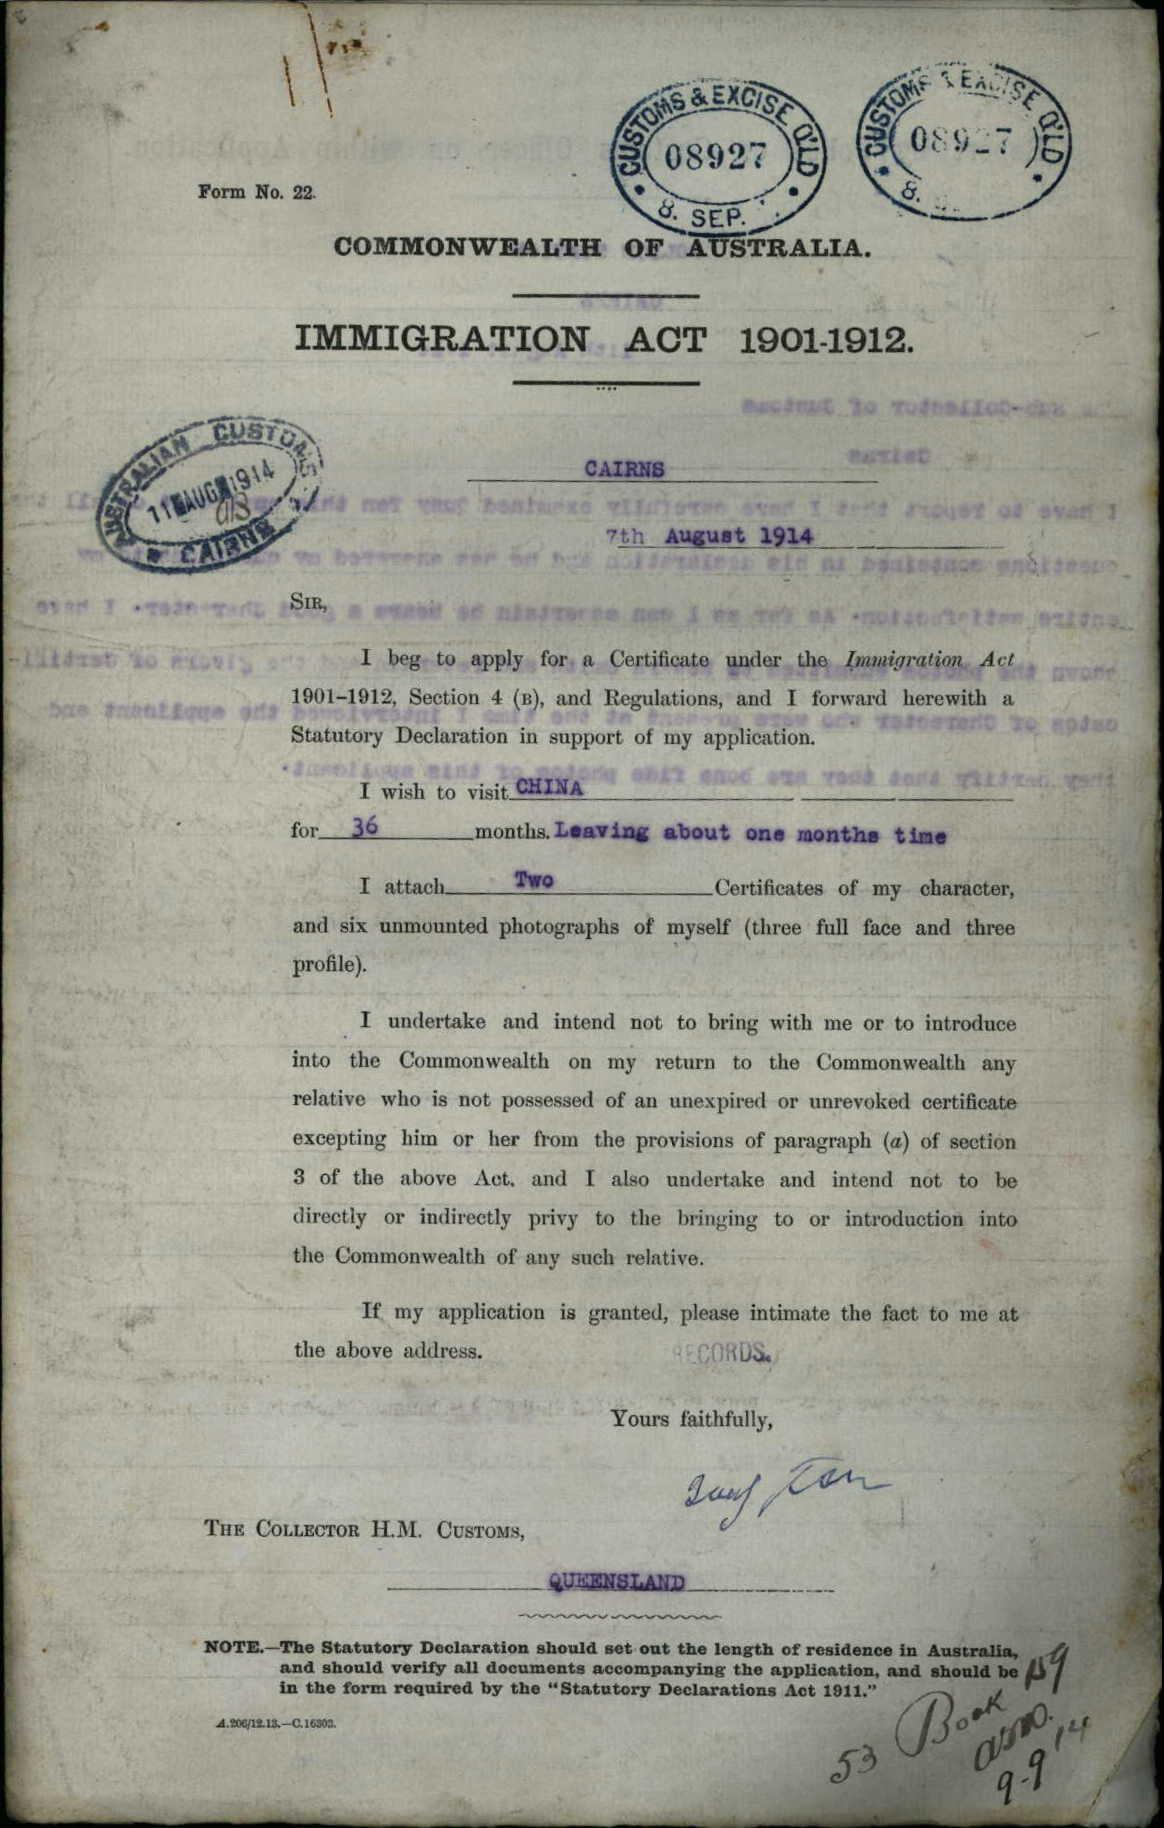 CUSTOMS & EXCISE Q'LD
08927
8. SEP.
CUSTOMS & EXCISE Q'LD
08927
8.
Form No. 22.
COMMONWEALTH OF AUSTRALIA.
IMMIGRATION ACT 1901-1912.
AUSTRALIAN CUSTOMS
11 AUG 1914
CAIRNS
CAIRNS
7th August 1914
SIR,
I beg to apply for a Certificate under the Immigration Act
1901–1912, Section 4 (B), and Regulations, and I forward herewith a
Statutory Declaration in support of my application.
I wish to visit CHINA
for 36 months. Leaving about one months time
I attach Two Certificates of my character,
and six unmounted photographs of myself (three full face and three
profile).
I undertake and intend not to bring with me or to introduce
into the Commonwealth on my return to the Commonwealth any
relative who is not possessed of an unexpired or unrevoked certificate
excepting him or her from the provisions of paragraph (a) of section
3 of the above Act, and I also undertake and intend not to be
directly or indirectly privy to the bringing to or introduction into
the Commonwealth of any such relative.
If my application is granted, please intimate the fact to me at
the above address.
RECORDS.
Yours faithfully,
THE COLLECTOR H.M. CUSTOMS,
QUEENSLAND
NOTE.—The Statutory Declaration should set out the length of residence in Australia,
and should verify all documents accompanying the application, and should be
in the form required by the "Statutory Declarations Act 1911."
A.206/12.13.—C.16303.
53 Book 159
9-9-14